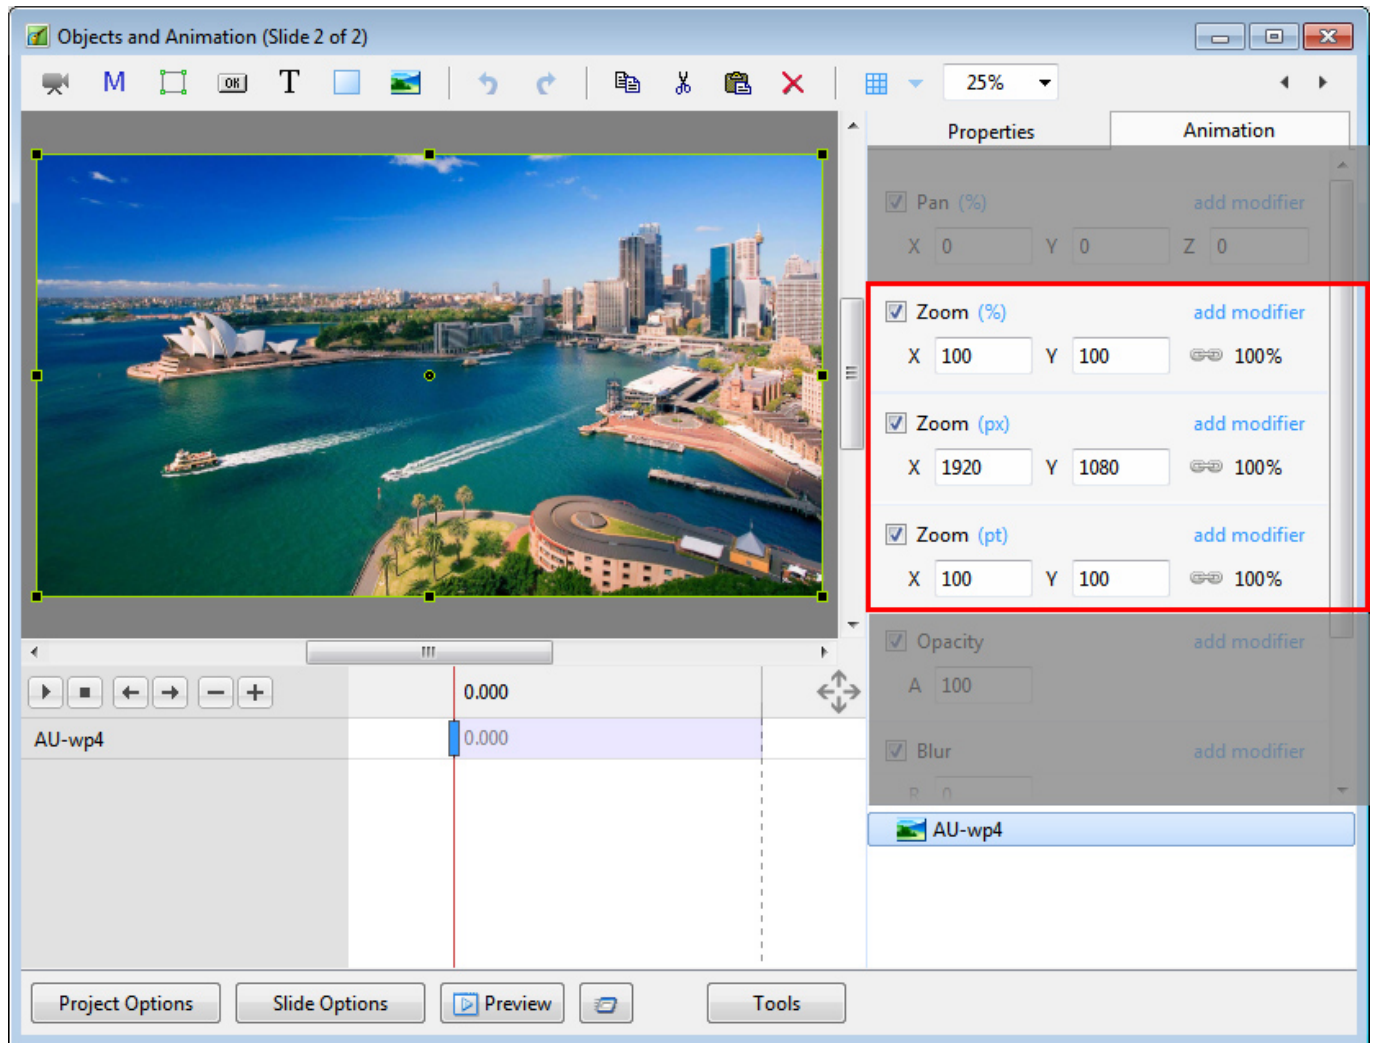 Objects and Animation (Slide 2 of 2)
M OK T 25%
Properties Animation
Pan (%) add modifier
X 0 Y 0 Z 0
Zoom (%) add modifier
X 100 Y 100 100%
Zoom (px) add modifier
X 1920 Y 1080 100%
Zoom (pt) add modifier
X 100 Y 100 100%
Opacity add modifier
A 100
Blur add modifier
R 0
AU-wp4
0.000
AU-wp4 0.000
Project Options Slide Options Preview Tools